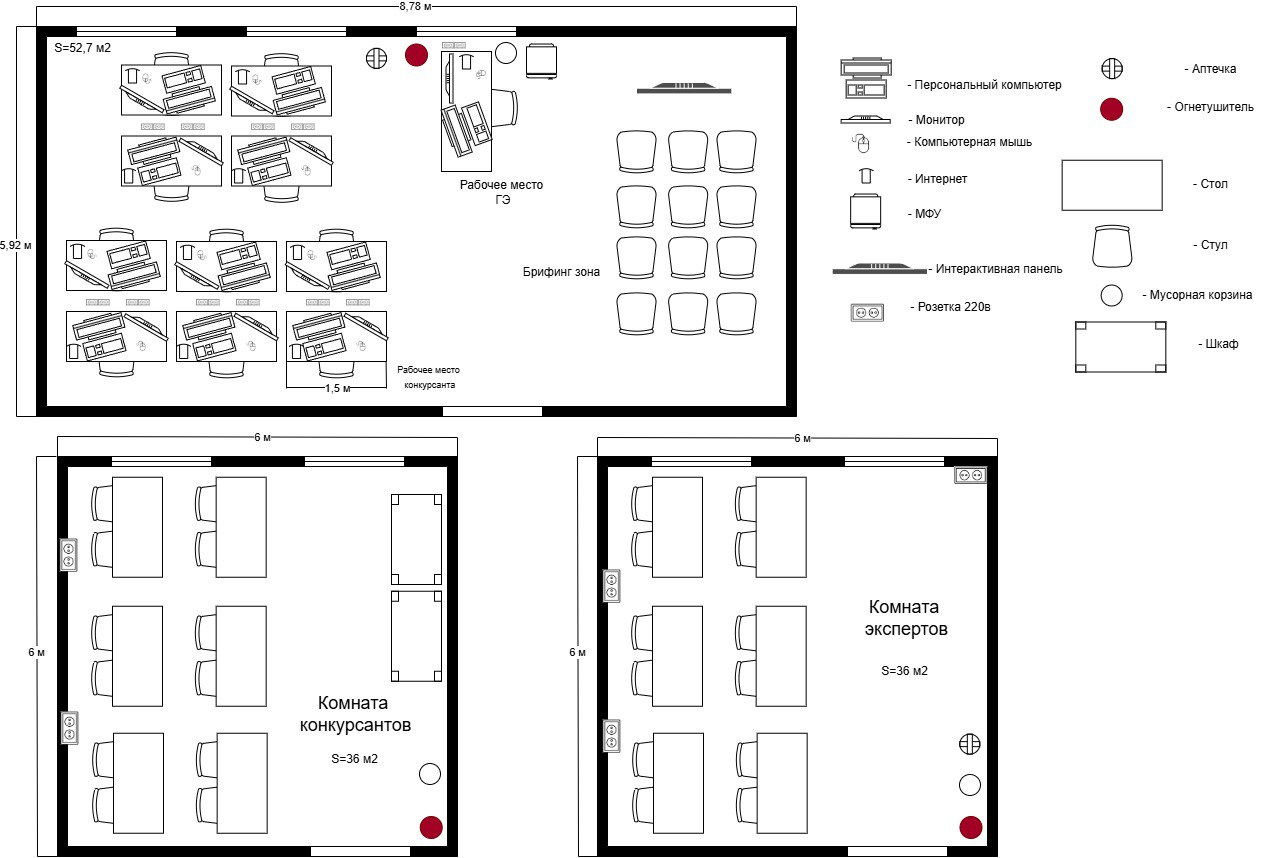 8,78 м
S=52,7 м2
5,92 м
Рабочее место
ГЭ
Брифинг зона
Рабочее место
конкурсанта
1,5 м
- Персональный компьютер
- Монитор
- Компьютерная мышь
- Интернет
- МФУ
- Интерактивная панель
- Розетка 220в
- Аптечка
- Огнетушитель
- Стол
- Стул
- Мусорная корзина
- Шкаф
6 м
6 м
Комната
конкурсантов
S=36 м2
6 м
6 м
Комната
экспертов
S=36 м2